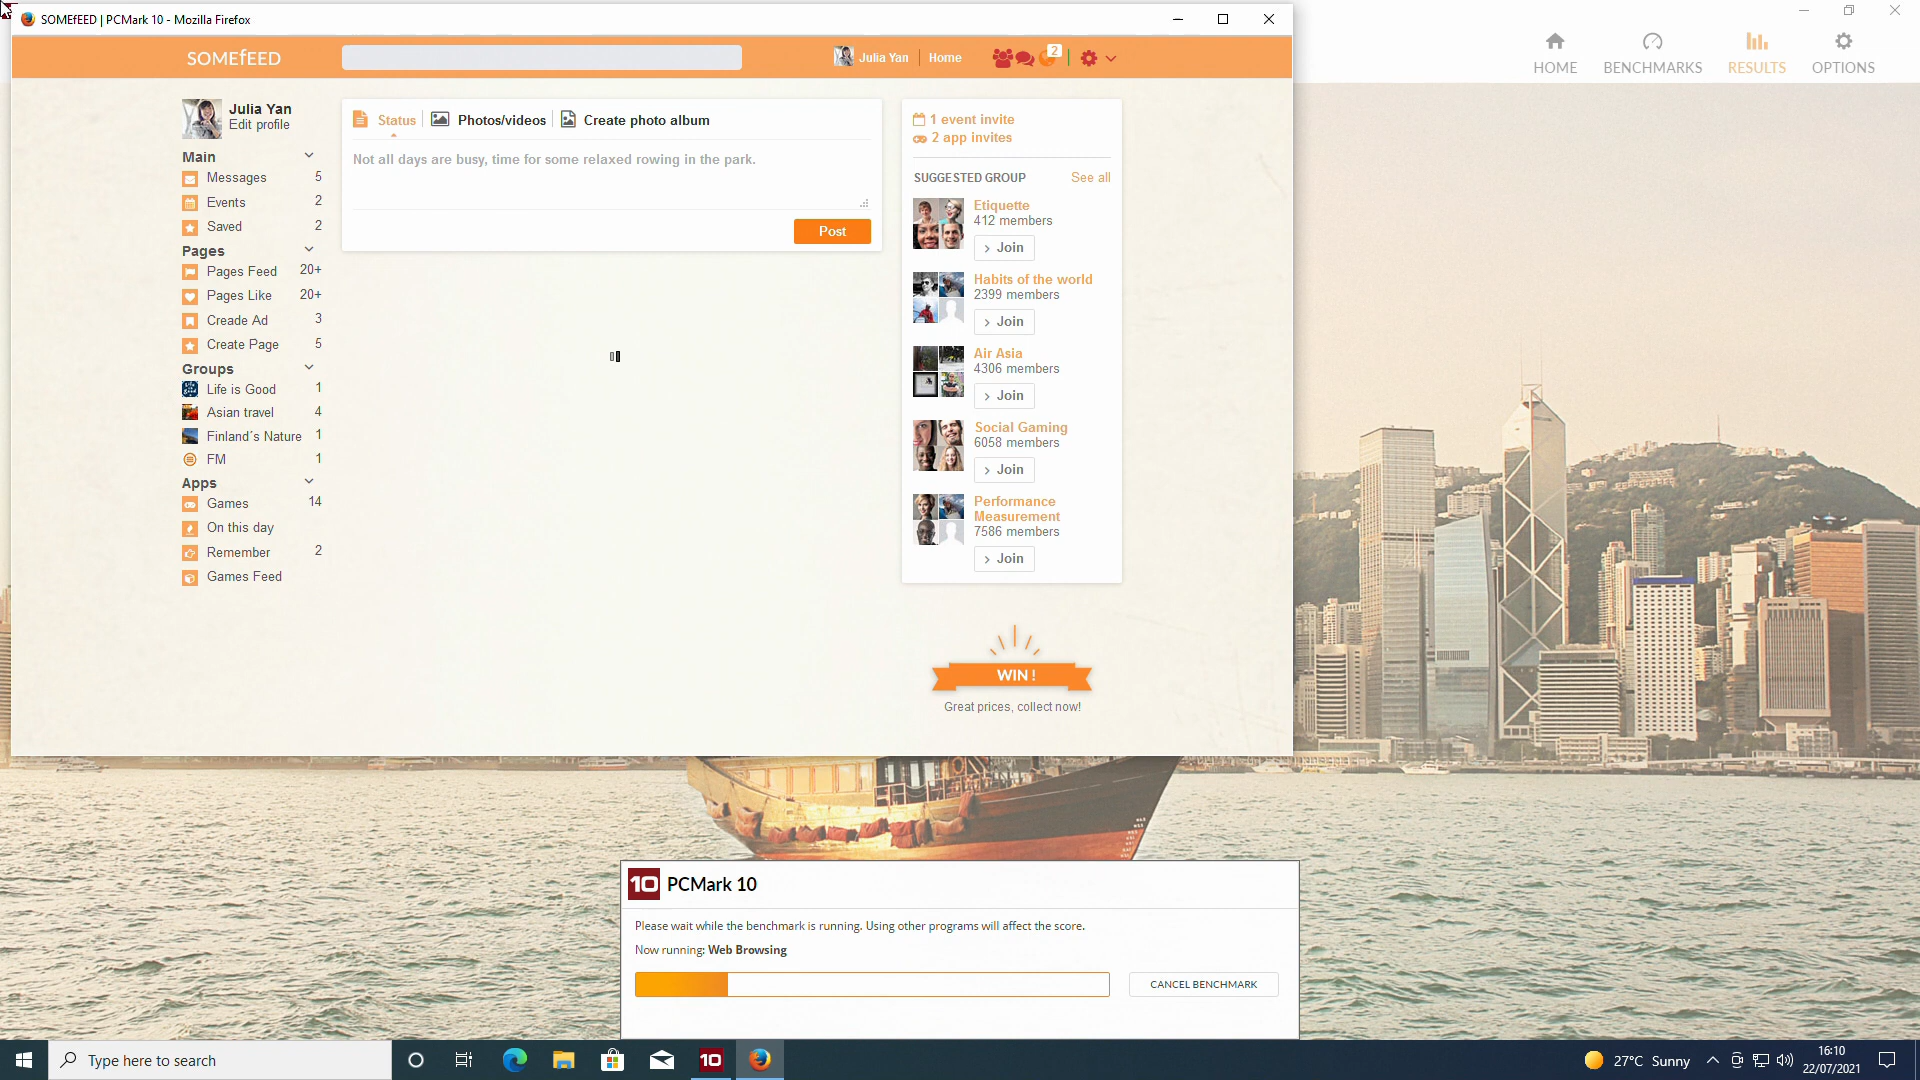 SOMEfEED | PCMark 10 - Mozilla Firefox
SOMEfEED
Julia Yan
Home
2
HOME
BENCHMARKS
RESULTS
OPTIONS
Julia Yan
Edit profile
Main
Messages 5
Events 2
Saved 2
Pages
Pages Feed 20+
Pages Like 20+
Creade Ad 3
Create Page 5
Groups
Life is Good 1
Asian travel 4
Finland´s Nature 1
FM 1
Apps
Games 14
On this day
Remember 2
Games Feed
Status
Photos/videos
Create photo album
Not all days are busy, time for some relaxed rowing in the park.
Post
1 event invite
2 app invites
SUGGESTED GROUP See all
Etiquette
412 members
Join
Habits of the world
2399 members
Join
Air Asia
4306 members
Join
Social Gaming
6058 members
Join
Performance
Measurement
7586 members
Join
WIN !
Great prices, collect now!
10 PCMark 10
Please wait while the benchmark is running. Using other programs will affect the score.
Now running: Web Browsing
CANCEL BENCHMARK
Type here to search
10
27°C Sunny
16:10
22/07/2021